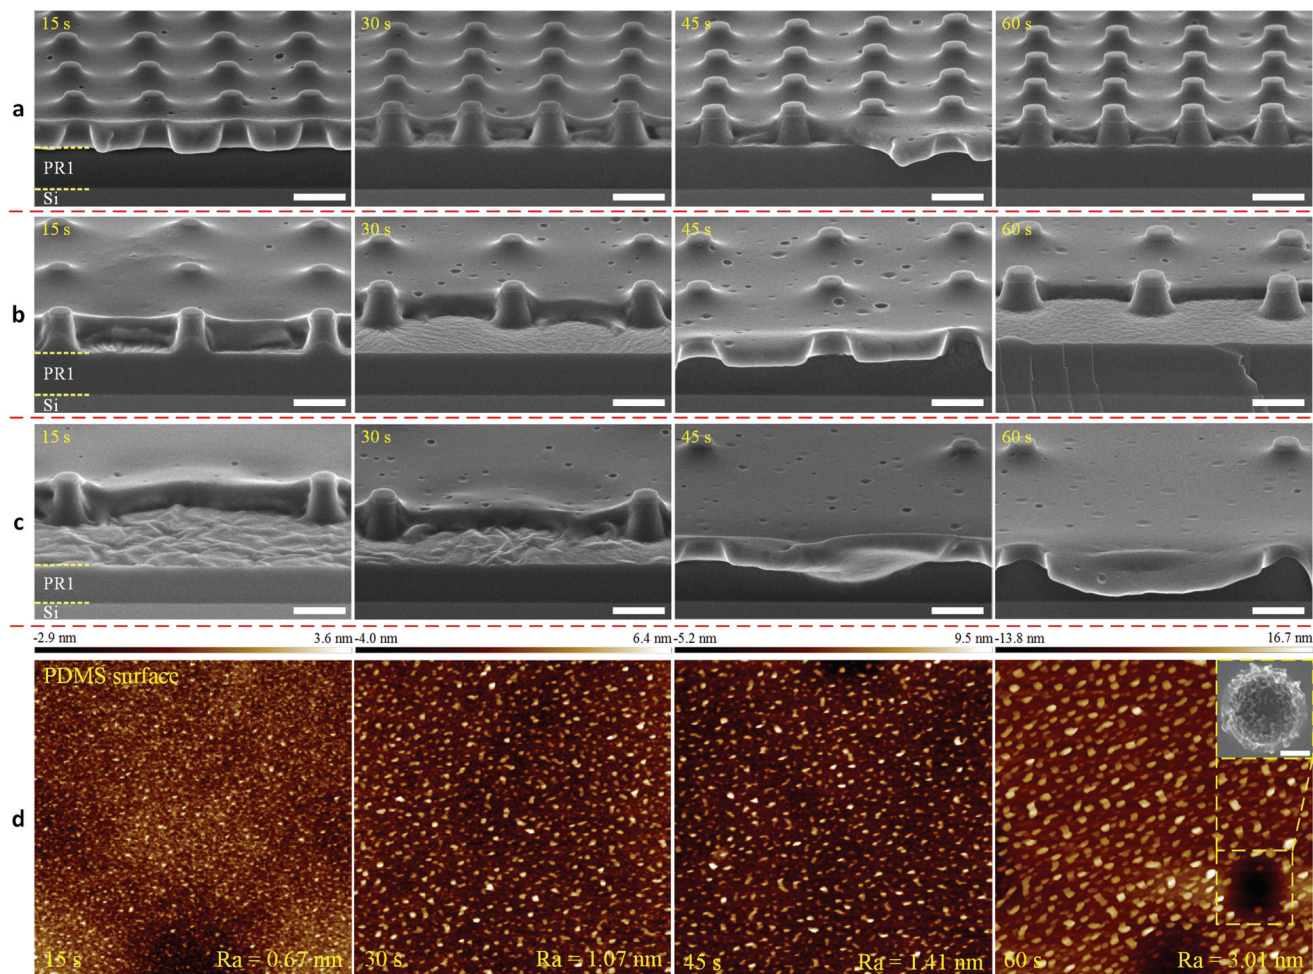 15 s 30 s 45 s 60 s
a
PR1
Si
15 s 30 s 45 s 60 s
b
PR1
Si
15 s 30 s 45 s 60 s
c
PR1
Si
-2.9 nm 3.6 nm -4.0 nm 6.4 nm -5.2 nm 9.5 nm -13.8 nm 16.7 nm
PDMS surface
d
15 s Ra = 0.67 nm 30 s Ra = 1.07 nm 45 s Ra = 1.41 nm 60 s Ra = 3.01 nm